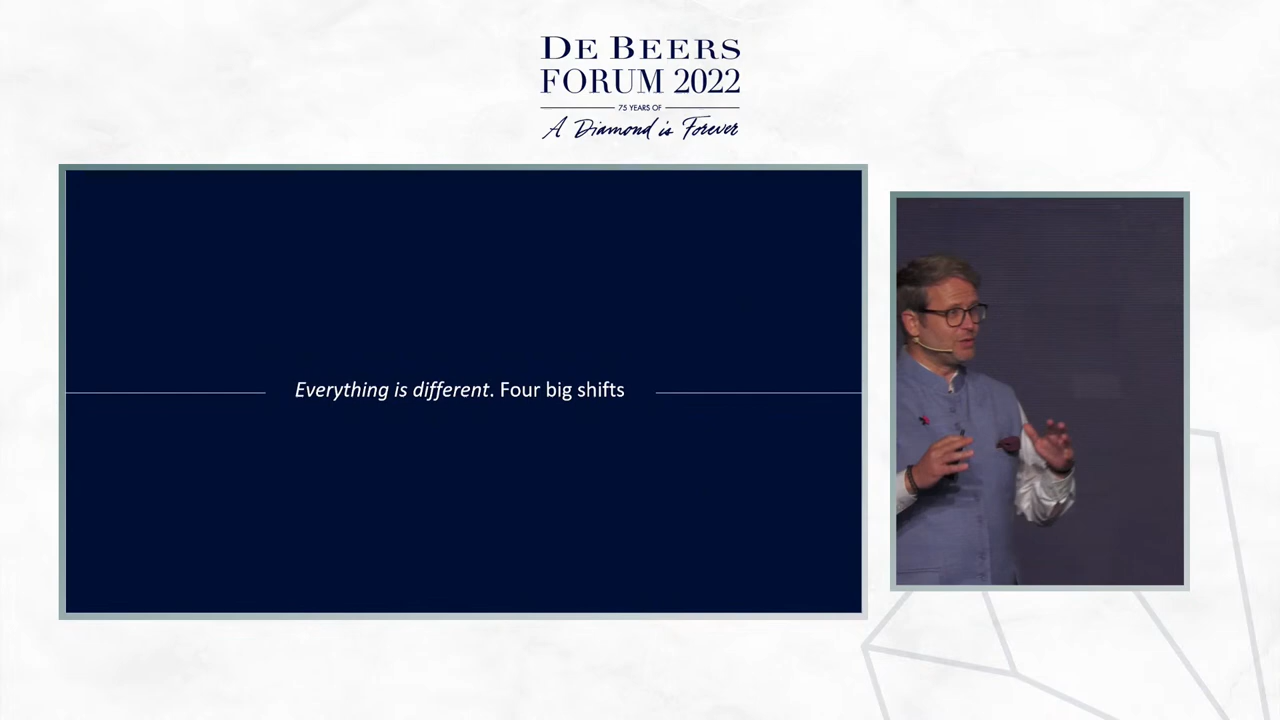 DE BEERS
FORUM 2022
75 YEARS OF
A Diamond is Forever
Everything is different. Four big shifts